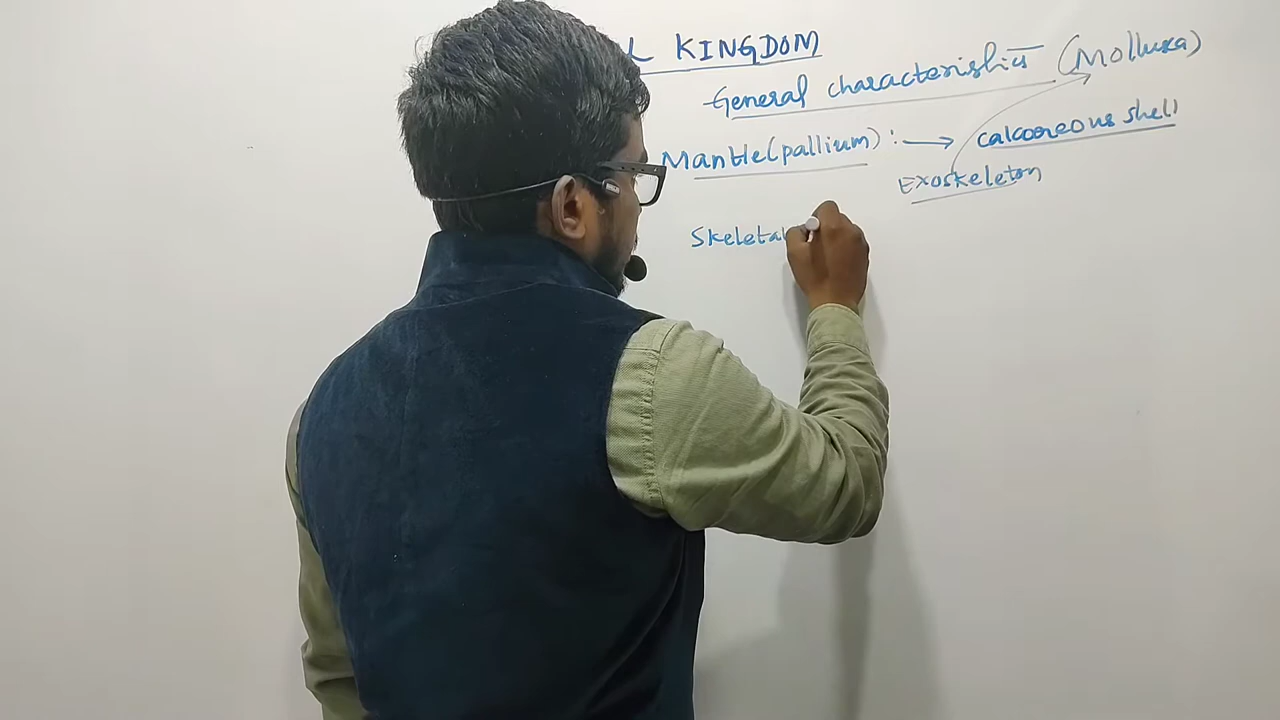 L KINGDOM
General characteristics (Mollusca)
Mantle (pallium) : → calcareous shell
Exoskeleton
Skeletal